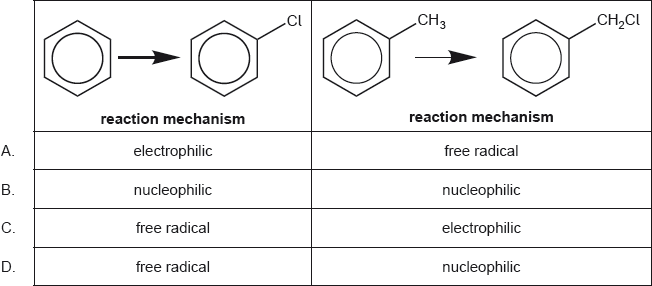 Cl
CH₃
CH₂Cl
reaction mechanism reaction mechanism
A. electrophilic free radical
B. nucleophilic nucleophilic
C. free radical electrophilic
D. free radical nucleophilic